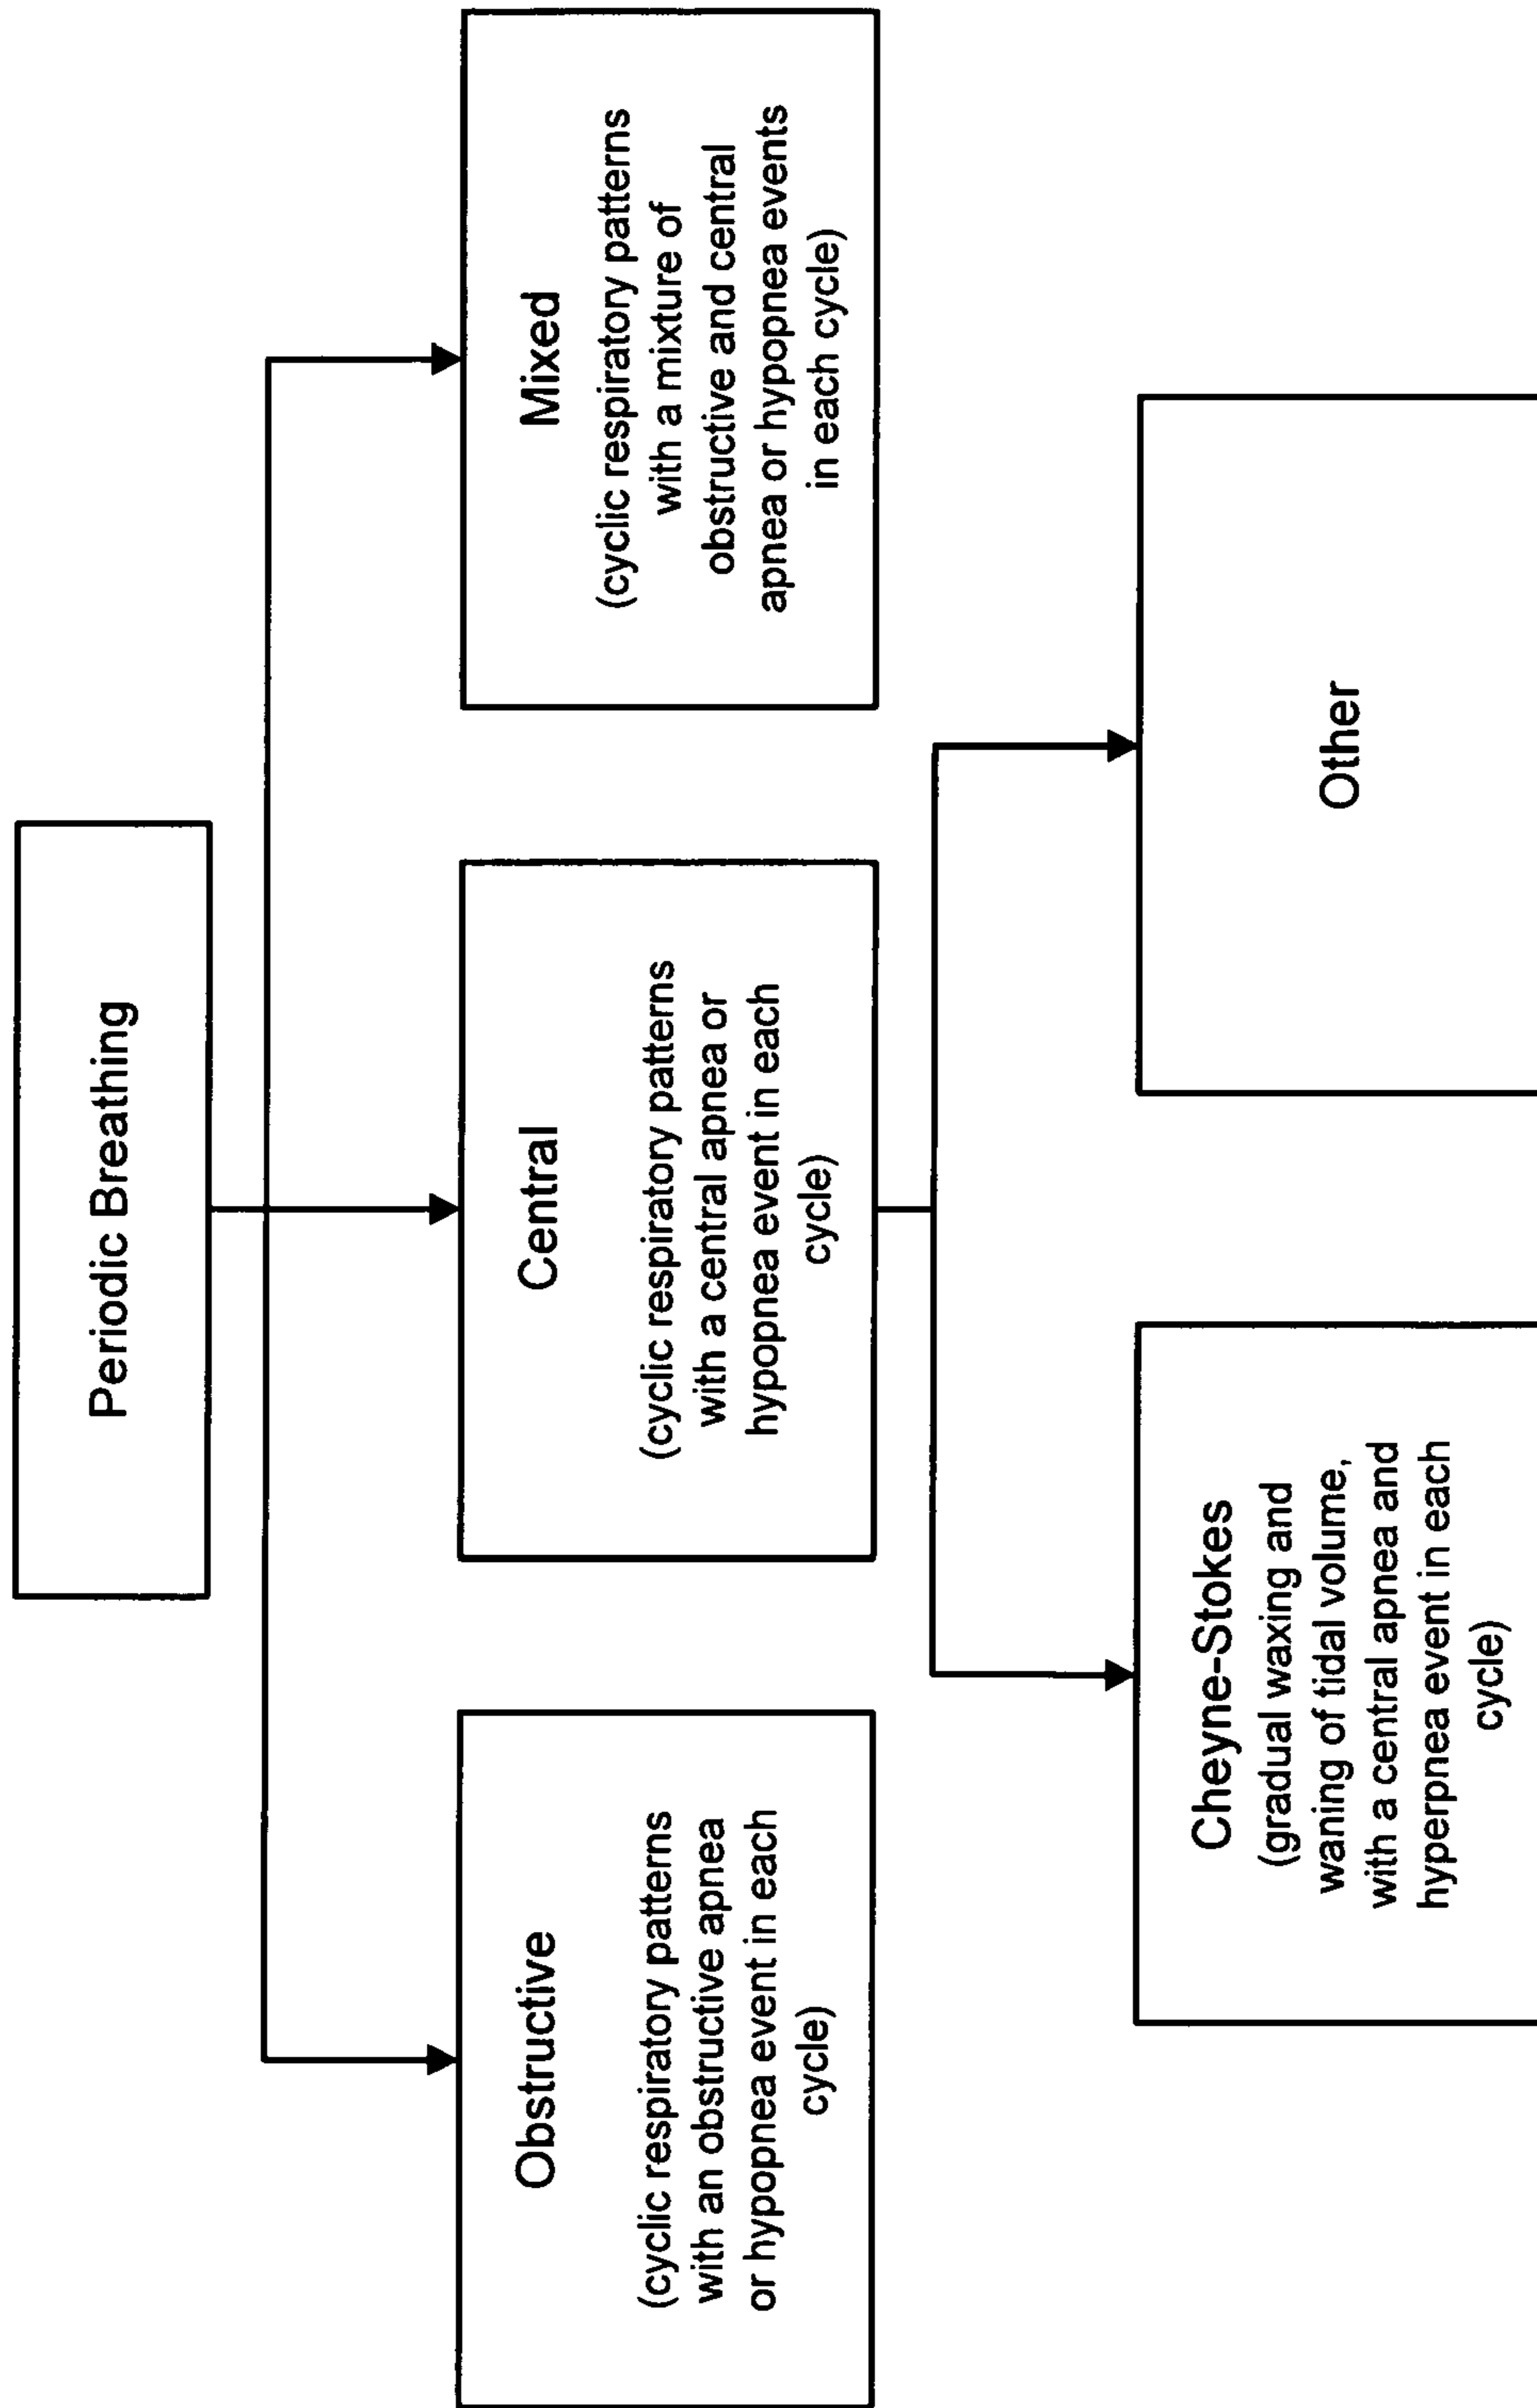 Periodic Breathing
Obstructive
(cyclic respiratory patterns
with an obstructive apnea
or hypopnea event in each
cycle)
Central
(cyclic respiratory patterns
with a central apnea or
hypopnea event in each
cycle)
Mixed
(cyclic respiratory patterns
with a mixture of
obstructive and central
apnea or hypopnea events
in each cycle)
Cheyne-Stokes
(gradual waxing and
waning of tidal volume,
with a central apnea and
hyperpnea event in each
cycle)
Other